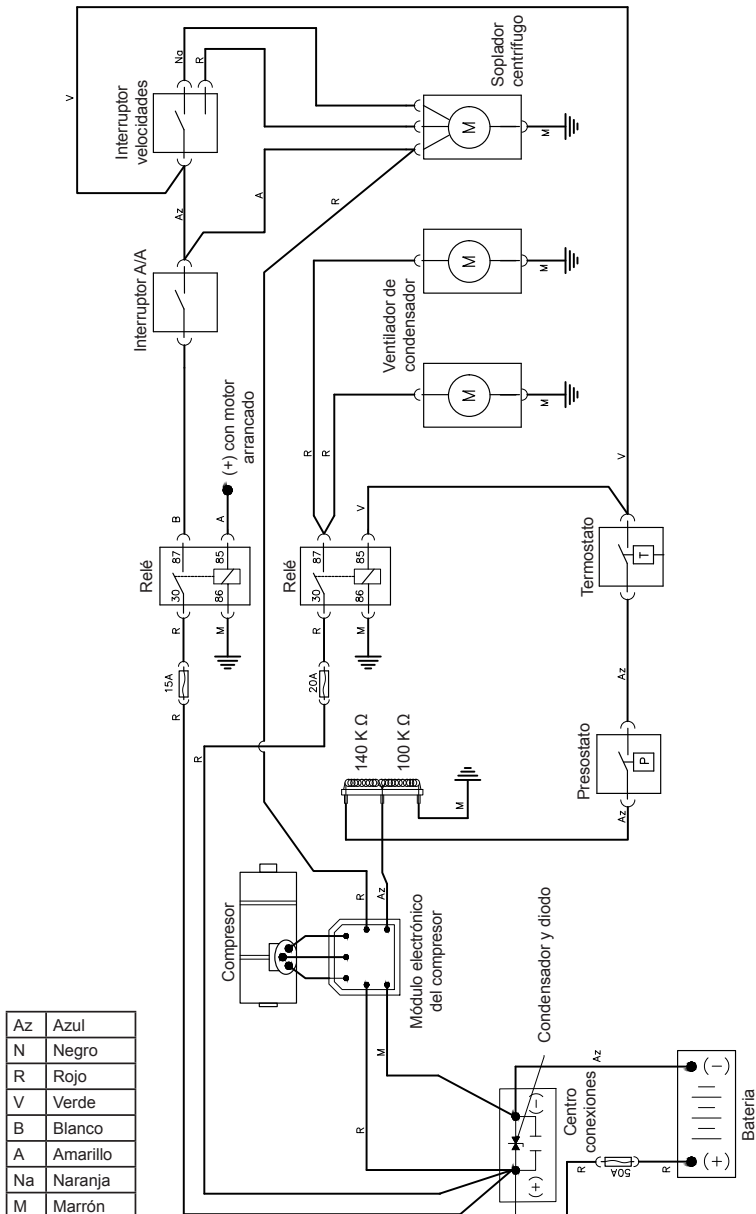 V
Na
R
Interruptor
velocidades
Soplador
centrífugo
M
M
Az
A
R
Interruptor A/A
Ventilador de
condensador
M
M
M
M
(+) con motor
arrancado
R
R
B
A
V
V
Relé
87
85
30
86
Relé
87
85
30
86
Termostato
T
R
M
R
M
15A
20A
R
R
140 K Ω
100 K Ω
Az
Presostato
P
Az
M
Compresor
R
Az
Módulo electrónico
del compresor
Condensador y diodo
R
M
Az
Centro
conexiones
(-)
(+)
R
50A
R
(-)
(+)
Bateria
Az Azul
N Negro
R Rojo
V Verde
B Blanco
A Amarillo
Na Naranja
M Marrón